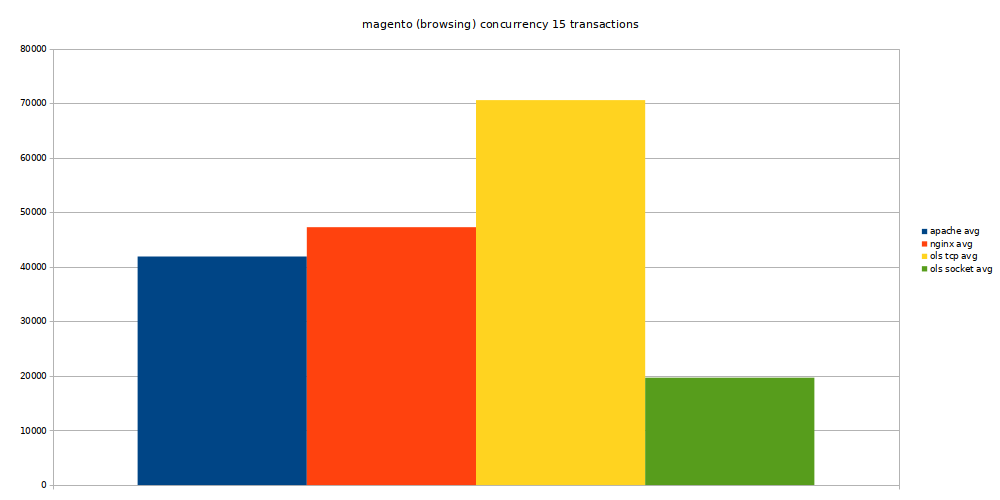 magento (browsing) concurrency 15 transactions
80000
70000
60000
50000
40000
30000
20000
10000
0
apache avg
nginx avg
ols tcp avg
ols socket avg